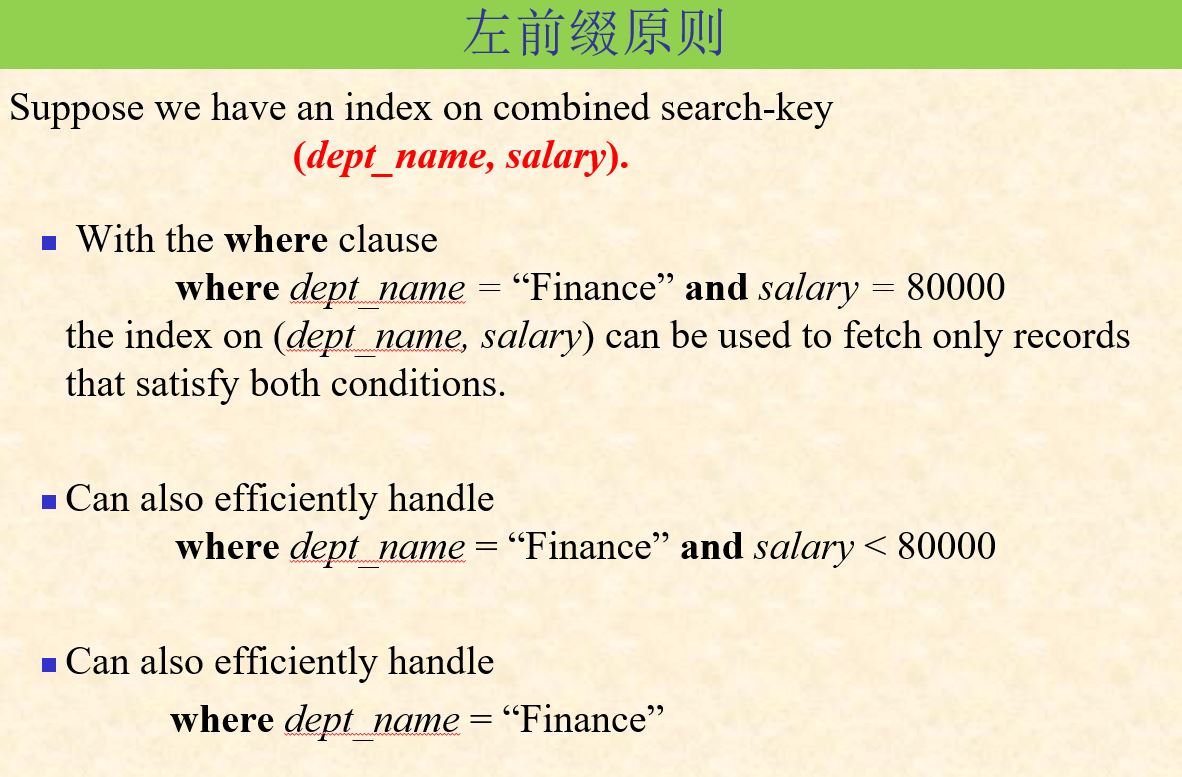 左前缀原则
Suppose we have an index on combined search-key
(dept_name, salary).
With the where clause
where dept_name = “Finance” and salary = 80000
the index on (dept_name, salary) can be used to fetch only records
that satisfy both conditions.
Can also efficiently handle
where dept_name = “Finance” and salary < 80000
Can also efficiently handle
where dept_name = “Finance”